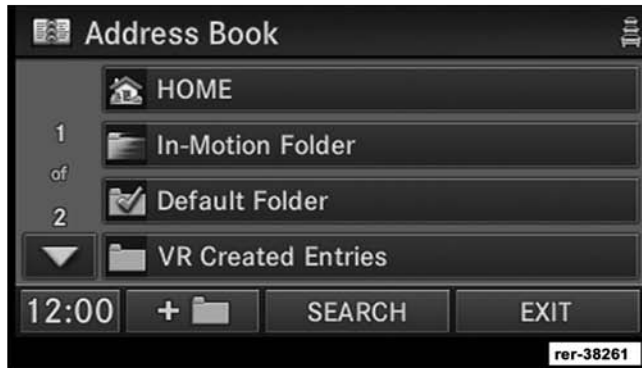 Address Book
HOME
In-Motion Folder
1
of
2
Default Folder
VR Created Entries
12:00
+
SEARCH
EXIT
rer-38261